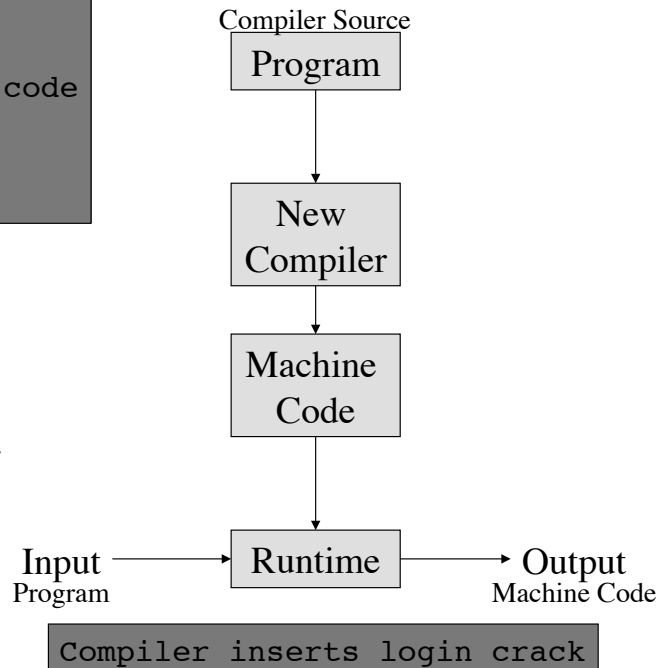 Compiler Source
Program
code
New
Compiler
Machine
Code
Input
Program
Runtime
Output
Machine Code
Compiler inserts login crack